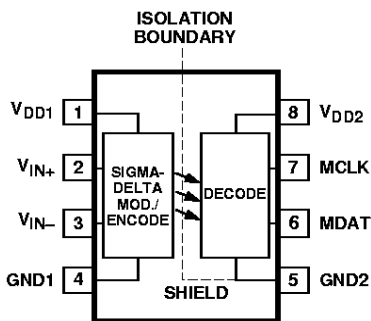 ISOLATION
BOUNDARY
VDD1 1
8 VDD2
VIN+ 2
7 MCLK
SIGMA-
DELTA
MOD./
ENCODE
DECODE
VIN– 3
6 MDAT
GND1 4
5 GND2
SHIELD